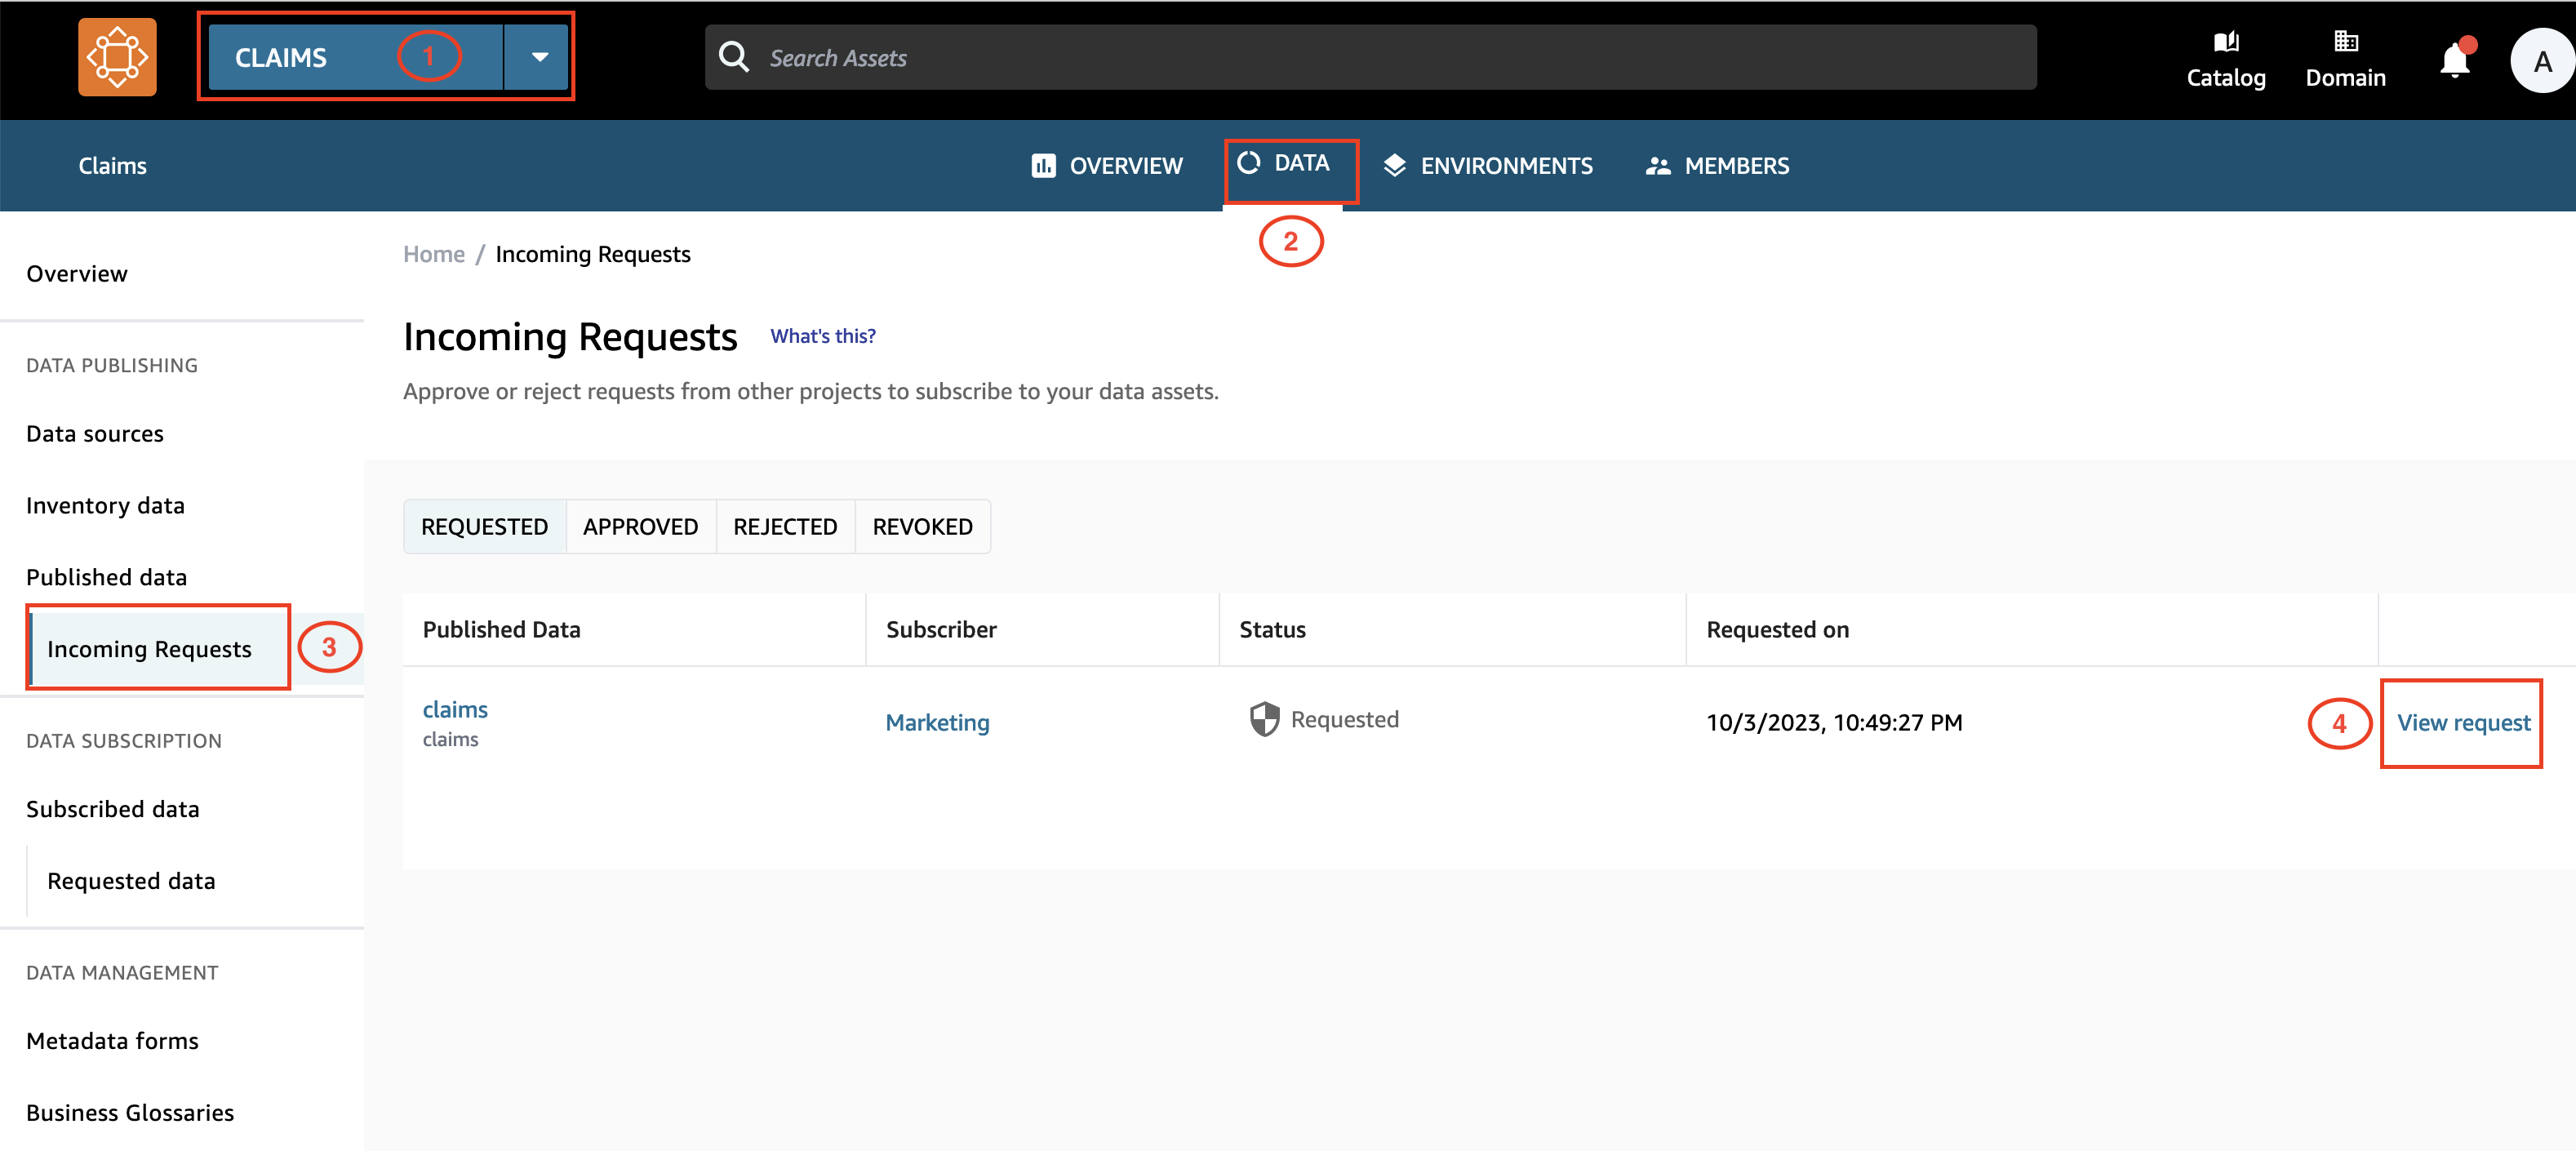 CLAIMS 1
Search Assets
Catalog
Domain
A
Claims
OVERVIEW
DATA
ENVIRONMENTS
MEMBERS
2
Overview
DATA PUBLISHING
Data sources
Inventory data
Published data
Incoming Requests
3
DATA SUBSCRIPTION
Subscribed data
Requested data
DATA MANAGEMENT
Metadata forms
Business Glossaries
Home / Incoming Requests
Incoming Requests What's this?
Approve or reject requests from other projects to subscribe to your data assets.
REQUESTED APPROVED REJECTED REVOKED
Published Data Subscriber Status Requested on
claims
claims
Marketing
Requested
10/3/2023, 10:49:27 PM
4
View request